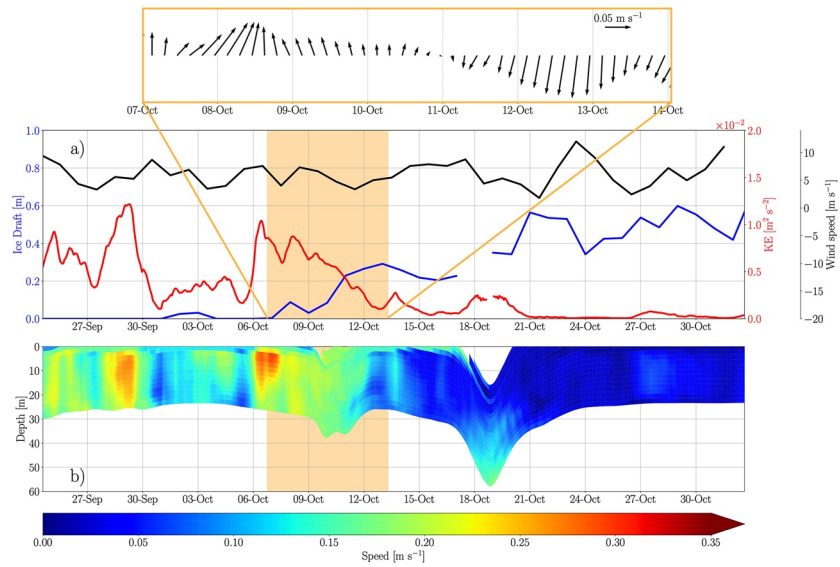 0.05 m s⁻¹
07-Oct 08-Oct 09-Oct 10-Oct 11-Oct 12-Oct 13-Oct 14-Oct
×10⁻²
a)
1.0 0.8 0.6 0.4 0.2 0.0
Ice Draft [m]
2.0 1.5 1.0 0.5 0.0
KE [m² s⁻²]
10 5 0 −5 −10 −15 −20
Wind speed [m s⁻¹]
27-Sep 30-Sep 03-Oct 06-Oct 09-Oct 12-Oct 15-Oct 18-Oct 21-Oct 24-Oct 27-Oct 30-Oct
0 10 20 30 40 50 60
Depth [m]
b)
27-Sep 30-Sep 03-Oct 06-Oct 09-Oct 12-Oct 15-Oct 18-Oct 21-Oct 24-Oct 27-Oct 30-Oct
0.00 0.05 0.10 0.15 0.20 0.25 0.30 0.35
Speed [m s⁻¹]